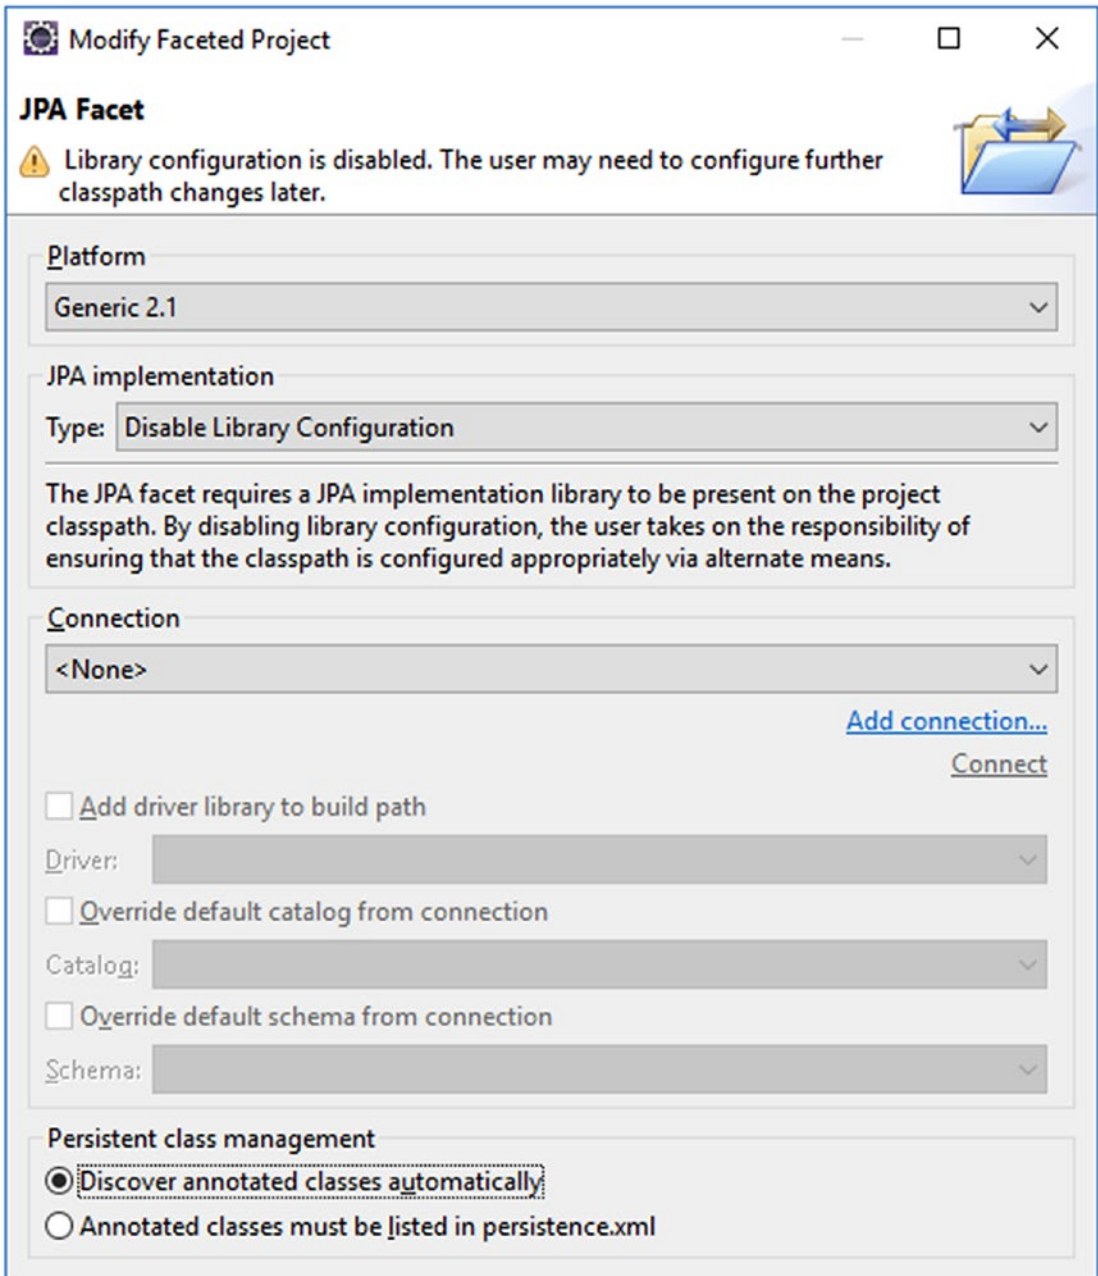 Modify Faceted Project
JPA Facet
Library configuration is disabled. The user may need to configure further
classpath changes later.
Platform
Generic 2.1
JPA implementation
Type: Disable Library Configuration
The JPA facet requires a JPA implementation library to be present on the project
classpath. By disabling library configuration, the user takes on the responsibility of
ensuring that the classpath is configured appropriately via alternate means.
Connection
<None>
Add connection...
Connect
Add driver library to build path
Driver:
Override default catalog from connection
Catalog:
Override default schema from connection
Schema:
Persistent class management
Discover annotated classes automatically
Annotated classes must be listed in persistence.xml